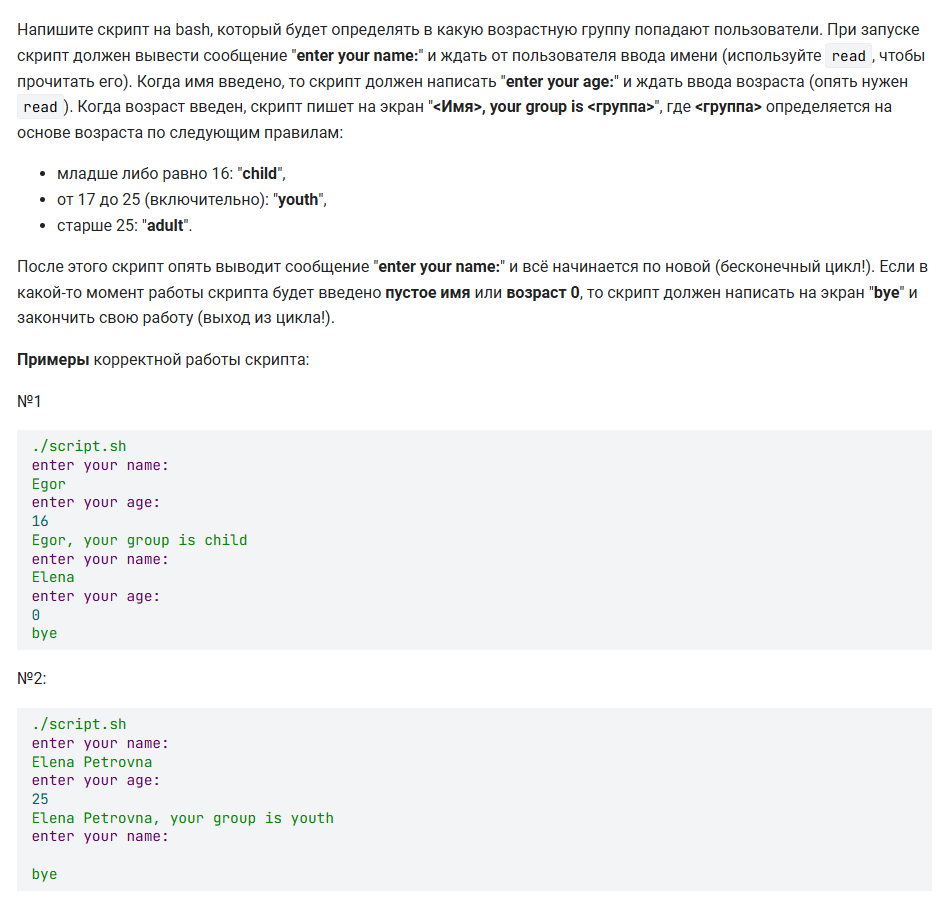 Напишите скрипт на bash, который будет определять в какую возрастную группу попадают пользователи. При запуске
скрипт должен вывести сообщение "enter your name:" и ждать от пользователя ввода имени (используйте read, чтобы
прочитать его). Когда имя введено, то скрипт должен написать "enter your age:" и ждать ввода возраста (опять нужен
read). Когда возраст введен, скрипт пишет на экран "<Имя>, your group is <группа>", где <группа> определяется на
основе возраста по следующим правилам:
• младше либо равно 16: "child",
• от 17 до 25 (включительно): "youth",
• старше 25: "adult".
После этого скрипт опять выводит сообщение "enter your name:" и всё начинается по новой (бесконечный цикл!). Если в
какой-то момент работы скрипта будет введено пустое имя или возраст 0, то скрипт должен написать на экран "bye" и
закончить свою работу (выход из цикла!).
Примеры корректной работы скрипта:
№1
./script.sh
enter your name:
Egor
enter your age:
16
Egor, your group is child
enter your name:
Elena
enter your age:
0
bye
№2:
./script.sh
enter your name:
Elena Petrovna
enter your age:
25
Elena Petrovna, your group is youth
enter your name:
bye